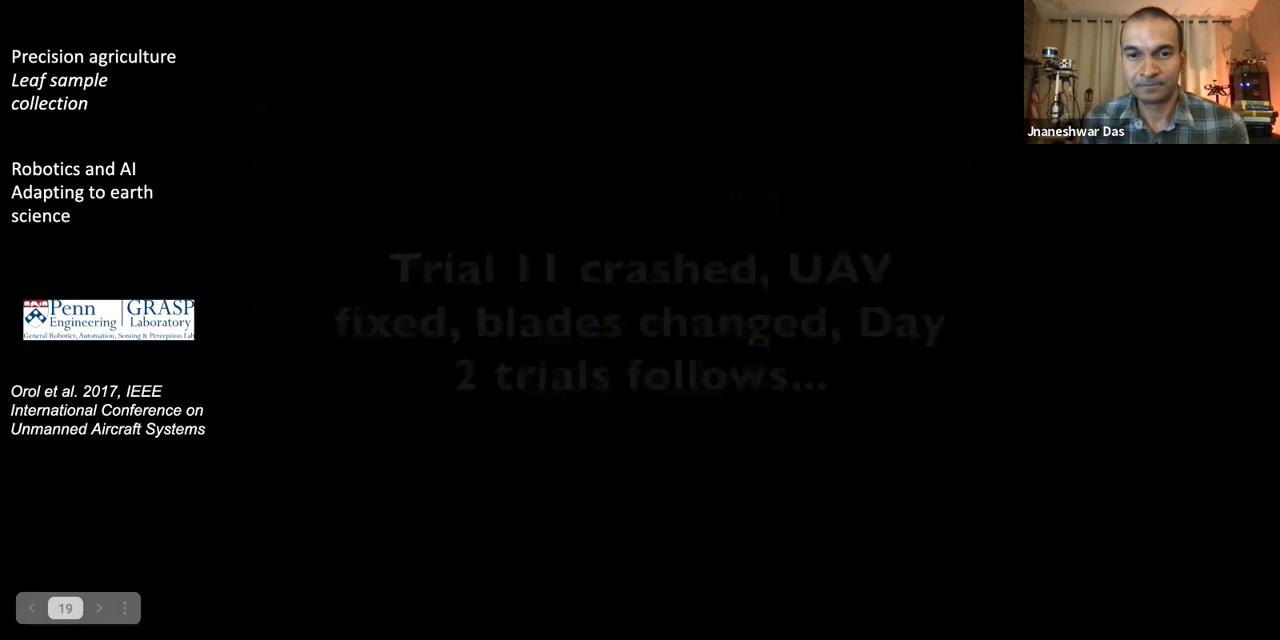 Precision agriculture
Leaf sample
collection
Robotics and AI
Adapting to earth
science
Penn
Engineering
GRASP
Laboratory
General Robotics, Automation, Sensing & Perception Lab
Orol et al. 2017, IEEE
International Conference on
Unmanned Aircraft Systems
Trial 11 crashed, UAV
fixed, blades changed, Day
2 trials follows...
Jnaneshwar Das
19